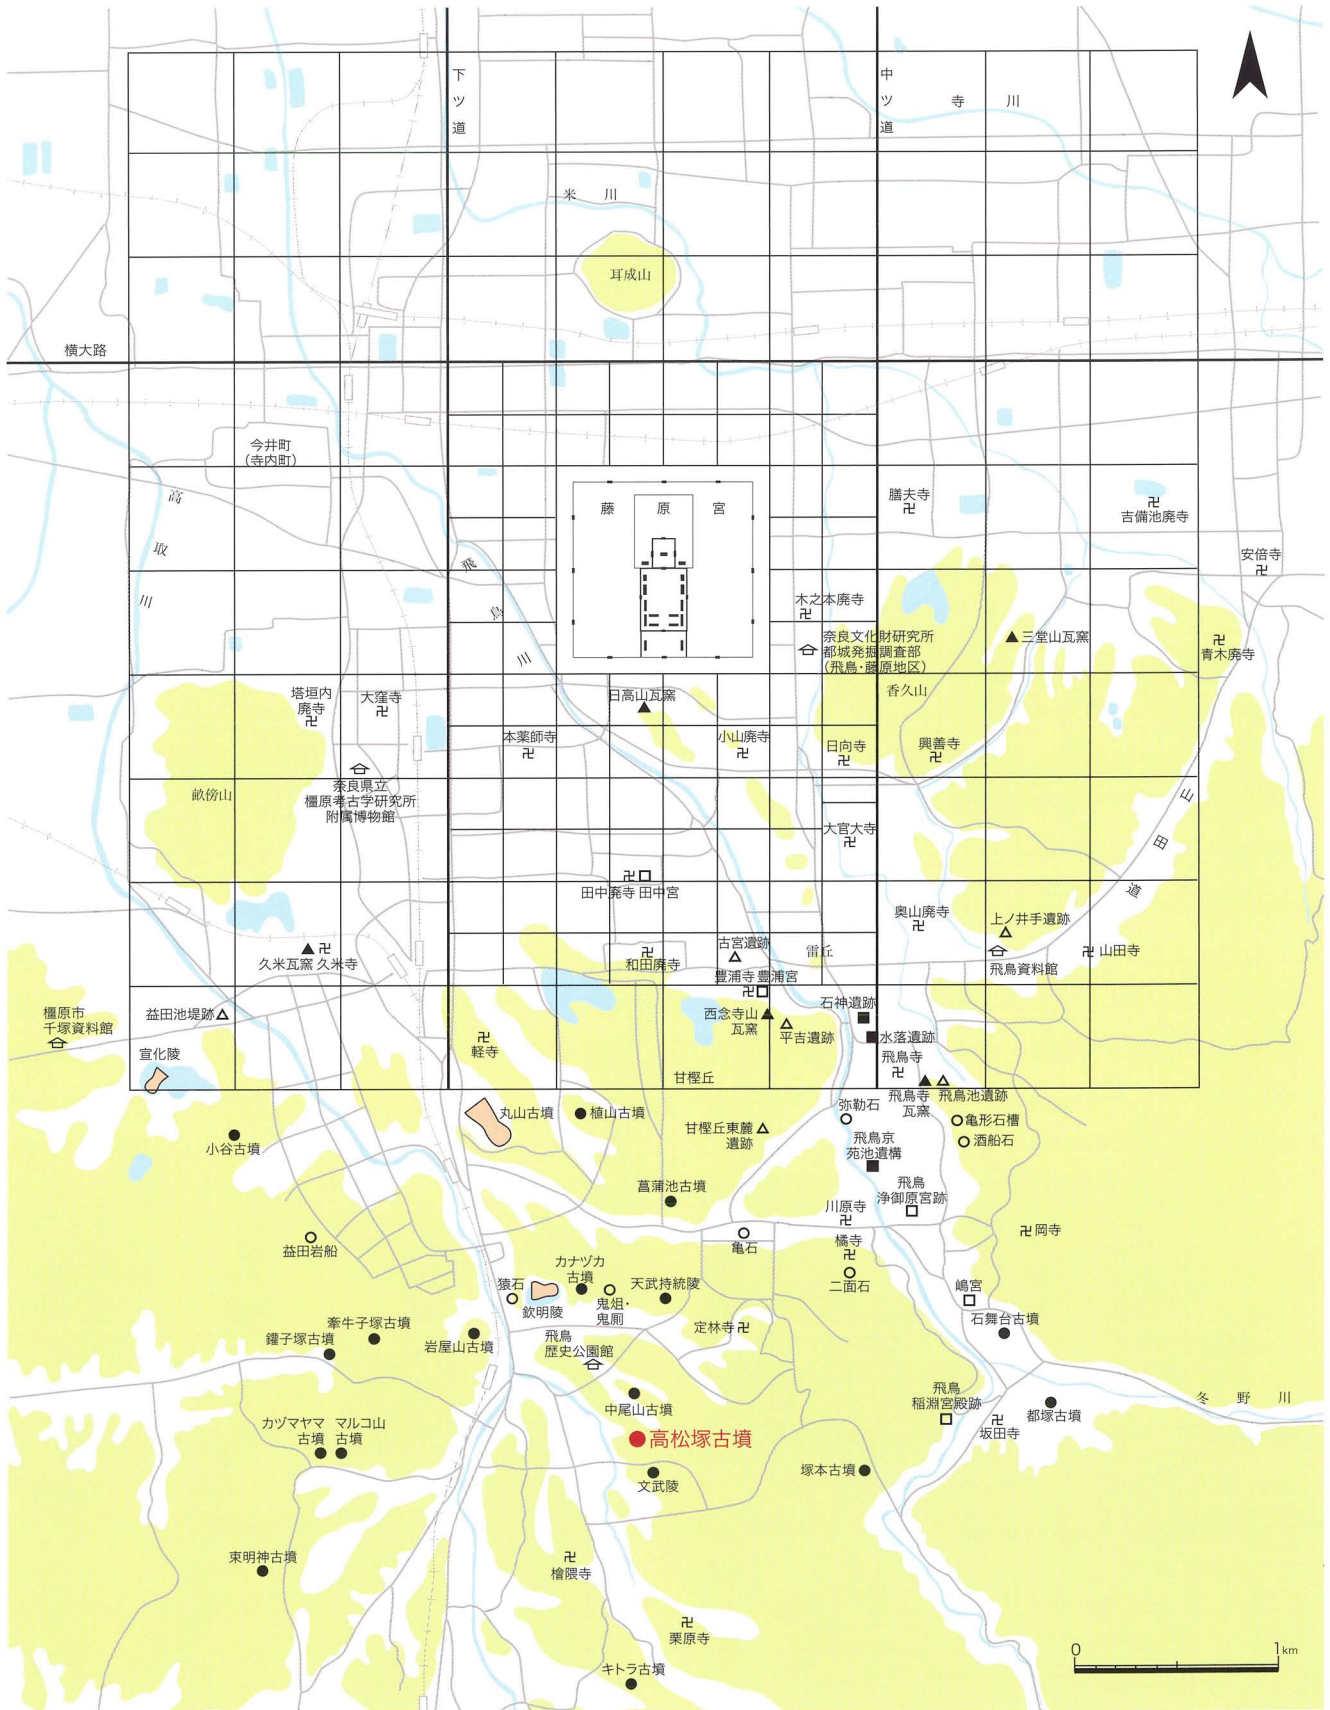 下ツ道
中ツ道
寺川
米川
耳成山
横大路
今井町
(寺内町)
高取川
藤原宮
膳夫寺
吉備池廃寺
安倍寺
飛鳥川
木之本廃寺
奈良文化財研究所
都城発掘調査部
(飛鳥・藤原地区)
三堂山瓦窯
青木廃寺
香久山
塔垣内
廃寺
大窪寺
日高山瓦窯
本薬師寺
小山廃寺
日向寺
興善寺
畝傍山
奈良県立
橿原考古学研究所
附属博物館
大官大寺
山田道
田中廃寺 田中宮
奥山廃寺
上ノ井手遺跡
飛鳥資料館
山田寺
久米瓦窯 久米寺
和田廃寺
古宮遺跡
雷丘
豊浦寺 豊浦宮
橿原市
千塚資料館
益田池堤跡
宣化陵
軽寺
西念寺山
瓦窯
平吉遺跡
石神遺跡
水落遺跡
飛鳥寺
甘樫丘
飛鳥寺
瓦窯
飛鳥池遺跡
丸山古墳
植山古墳
甘樫丘東麓
遺跡
弥勒石
亀形石槽
酒船石
小谷古墳
飛鳥京
苑池遺構
菖蒲池古墳
飛鳥
浄御原宮跡
川原寺
岡寺
益田岩船
亀石
橘寺
二面石
カナヅカ
古墳
猿石
欽明陵
鬼俎・
鬼厠
天武持統陵
嶋宮
石舞台古墳
牽牛子塚古墳
鑵子塚古墳
岩屋山古墳
飛鳥
歴史公園館
定林寺
飛鳥
稲淵宮殿跡
坂田寺
都塚古墳
冬野川
中尾山古墳
カヅマヤマ
古墳
マルコ山
古墳
高松塚古墳
文武陵
塚本古墳
束明神古墳
檜隈寺
栗原寺
キトラ古墳
0 1km